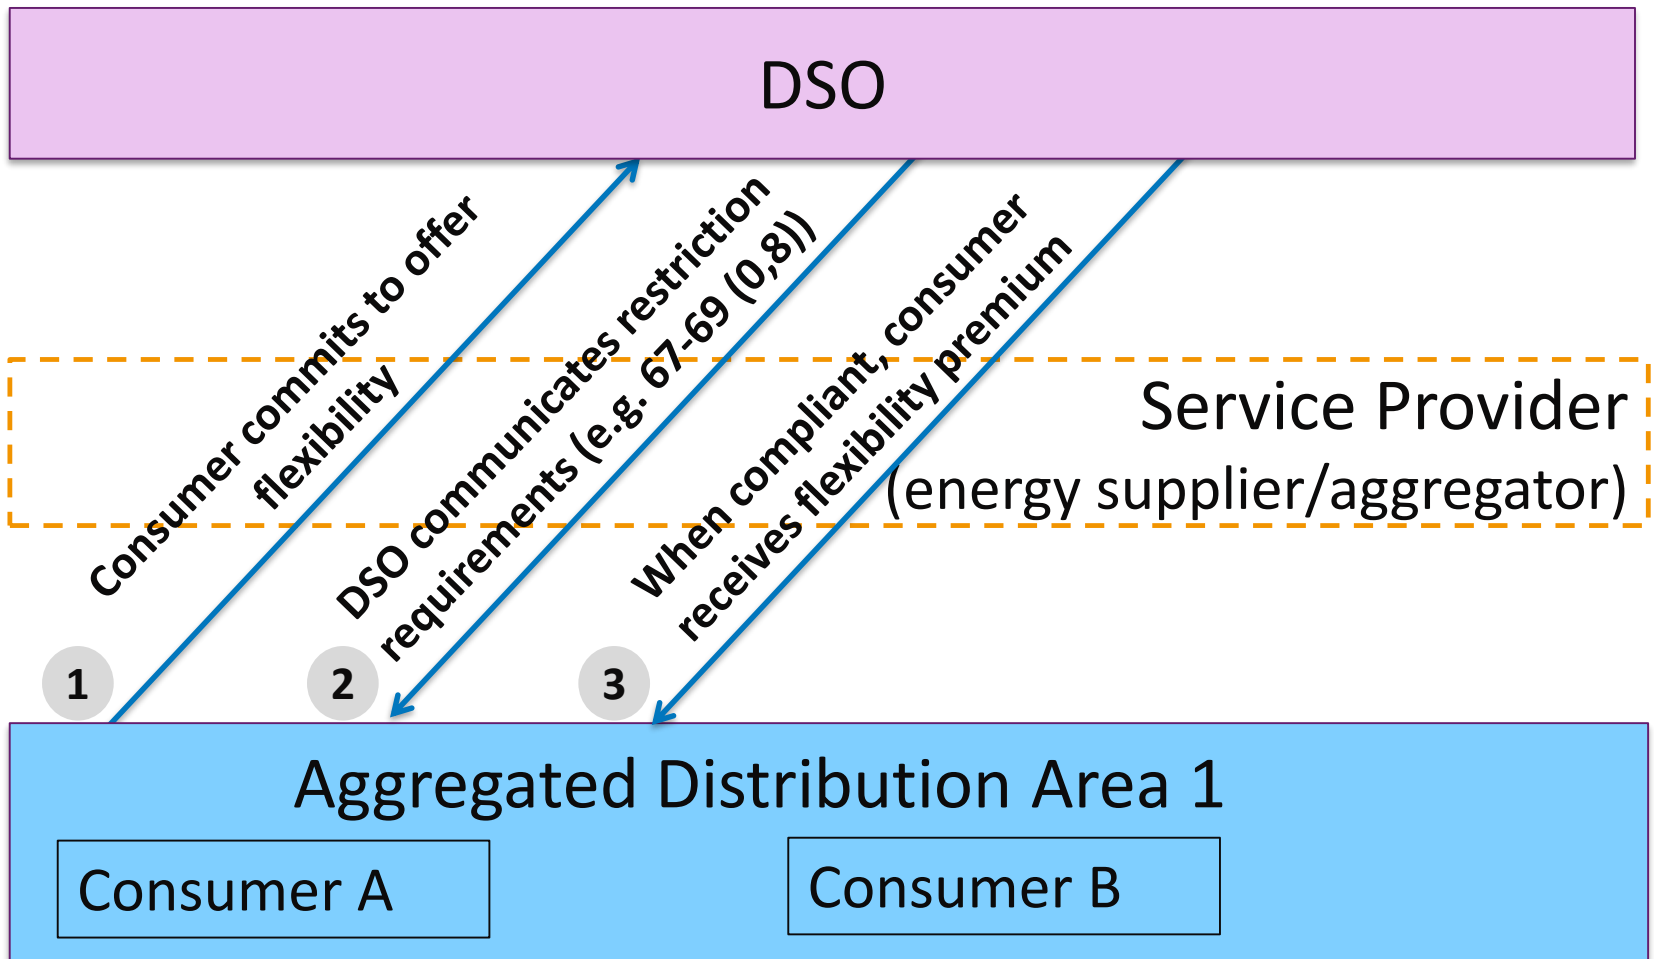 DSO
Consumer commits to offer
flexibility
DSO communicates restriction
requirements (e.g. 67-69 (0,8))
When compliant, consumer
receives flexibility premium
Service Provider
(energy supplier/aggregator)
1
2
3
Aggregated Distribution Area 1
Consumer A
Consumer B